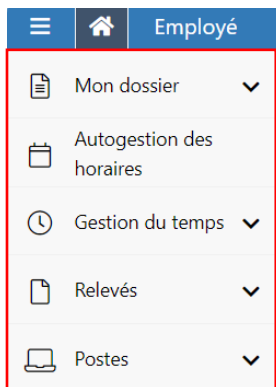 Employé
Mon dossier
Autogestion des
horaires
Gestion du temps
Relevés
Postes